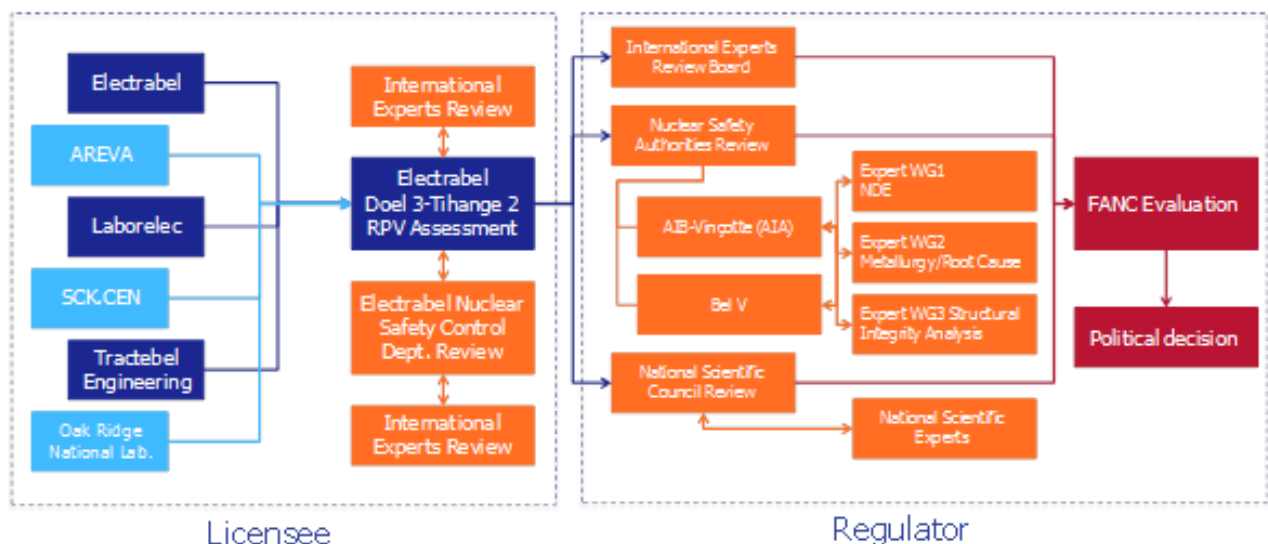 Electrabel
AREVA
Laborelec
SCK.CEN
Tractebel
Engineering
Oak Ridge
National Lab.
International
Experts Review
Electrabel
Doel 3-Tihange 2
RPV Assessment
Electrabel Nuclear
Safety Control
Dept. Review
International
Experts Review
Licensee
International Experts
Review Board
Nuclear Safety
Authorities Review
AIB-Vinçotte (AIA)
Bel V
Expert WG1
NDE
Expert WG2
Metallurgy/Root Cause
Expert WG3 Structural
Integrity Analysis
National Scientific
Council Review
National Scientific
Experts
FANC Evaluation
Political decision
Regulator